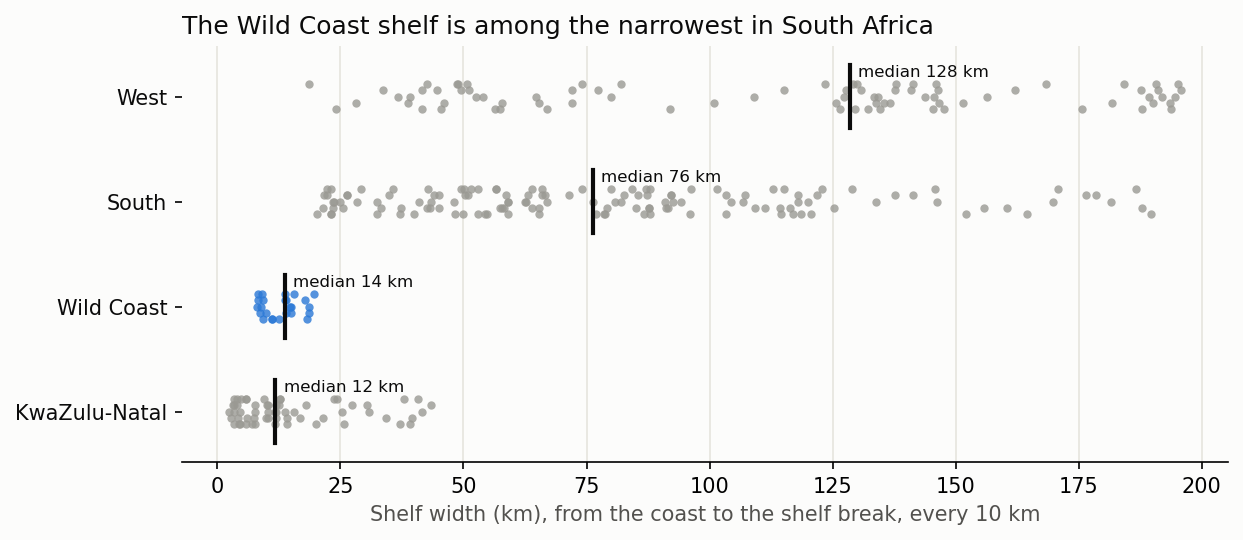 The Wild Coast shelf is among the narrowest in South Africa
West
median 128 km
South
median 76 km
Wild Coast
median 14 km
KwaZulu-Natal
median 12 km
0 25 50 75 100 125 150 175 200
Shelf width (km), from the coast to the shelf break, every 10 km